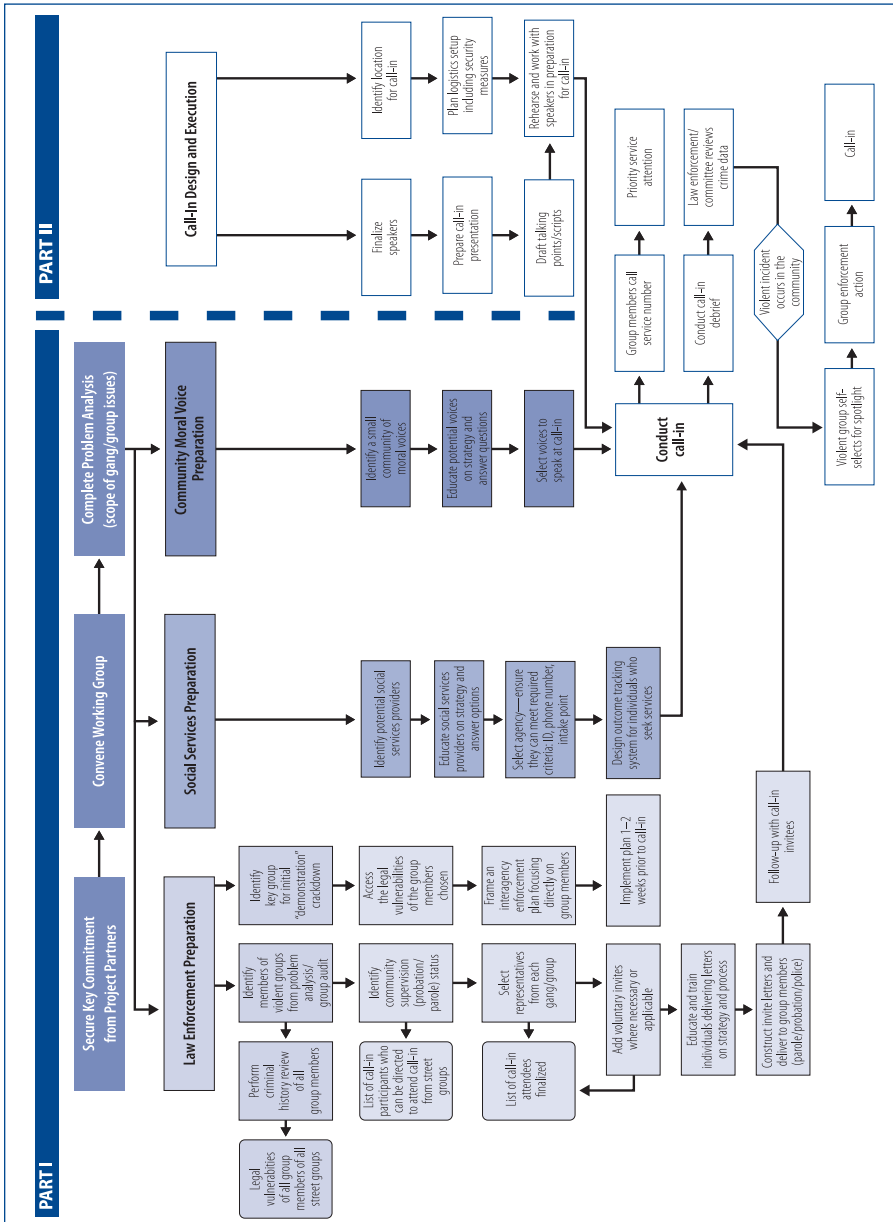 PART I
PART II
Secure Key Commitment
from Project Partners
Convene Working Group
Complete Problem Analysis
(scope of gang/group issues)
Law Enforcement Preparation
Social Services Preparation
Community Moral Voice
Preparation
Call-In Design and Execution
Identify
key group
for initial
“demonstration”
crackdown
Access
the legal
vulnerabilities
of the group
members
chosen
Frame an
interagency
enforcement
plan focusing
directly on
group members
Implement plan 1–2
weeks prior to call-in
Identify
members of
violent groups
from problem
analysis/
group audit
Identify
community
supervision
(probation/
parole) status
Select
representatives
from each
gang/group
Add voluntary invites
where necessary or
applicable
Educate and train
individuals delivering letters
on strategy and process
Construct invite letters and
deliver to group members
(parole/probation/police)
Follow-up with call-in
invitees
Perform
criminal
history review
of all
group members
Legal
vulnerabities
of all group
members of all
street groups
List of call-in
participants who
can be directed
to attend call-in
from street
groups
List of call-in
attendees
finalized
Identify potential social
services providers
Educate social services
providers on strategy and
answer options
Select agency—ensure
they can meet required
criteria: ID, phone number,
intake point
Design outcome tracking
system for individuals who
seek services
Identify a small
community of
moral voices
Educate potential voices
on strategy and
answer questions
Select voices to
speak at call-in
Finalize
speakers
Prepare call-in
presentation
Draft talking
points/scripts
Identify location
for call-in
Plan logistics setup
including security
measures
Rehearse and work with
speakers in preparation
for call-in
Conduct
call-in
Group members call
service number
Priority service
attention
Conduct call-in
debrief
Law enforcement/
committee reviews
crime data
Violent incident
occurs in the
community
Violent group self-
selects for spotlight
Group enforcement
action
Call-in